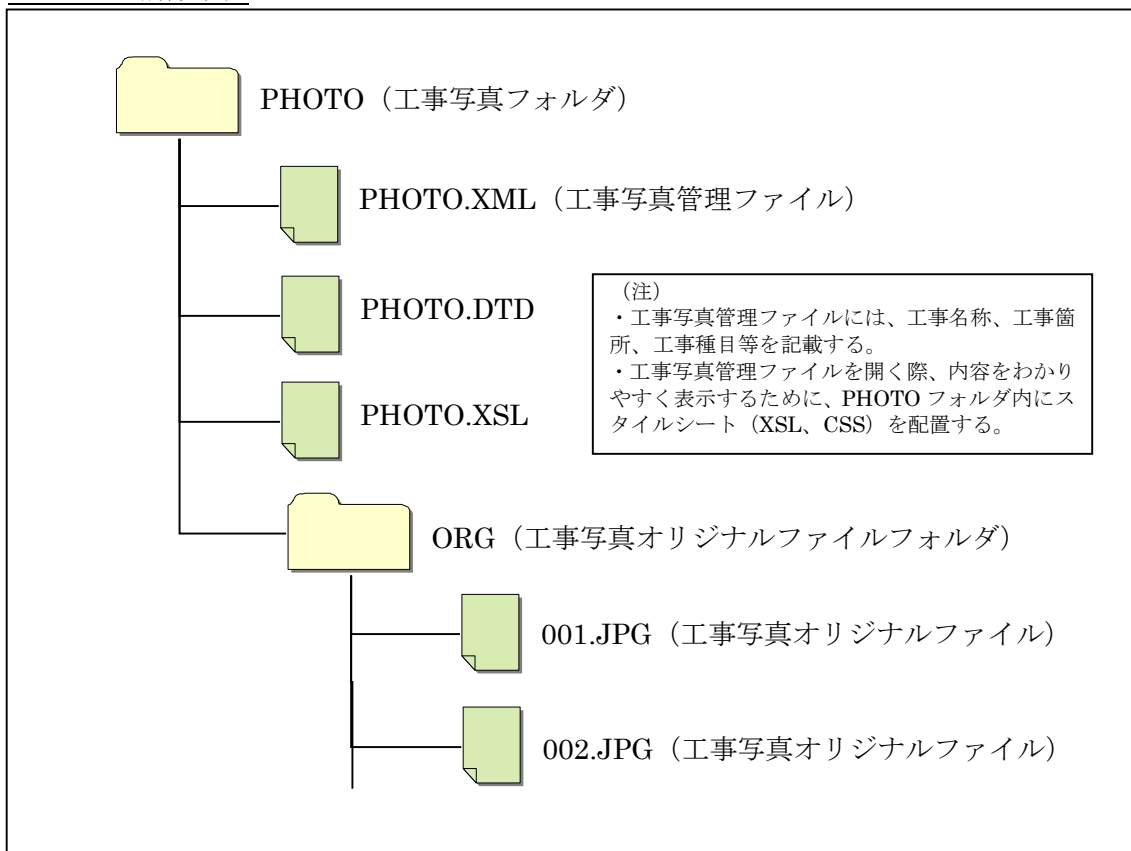 PHOTO（工事写真フォルダ）
PHOTO.XML（工事写真管理ファイル）
PHOTO.DTD
（注）
・工事写真管理ファイルには、工事名称、工事箇
所、工事種目等を記載する。
・工事写真管理ファイルを開く際、内容をわかり
やすく表示するために、PHOTO フォルダ内にス
タイルシート（XSL、CSS）を配置する。
PHOTO.XSL
ORG（工事写真オリジナルファイルフォルダ）
001.JPG（工事写真オリジナルファイル）
002.JPG（工事写真オリジナルファイル）